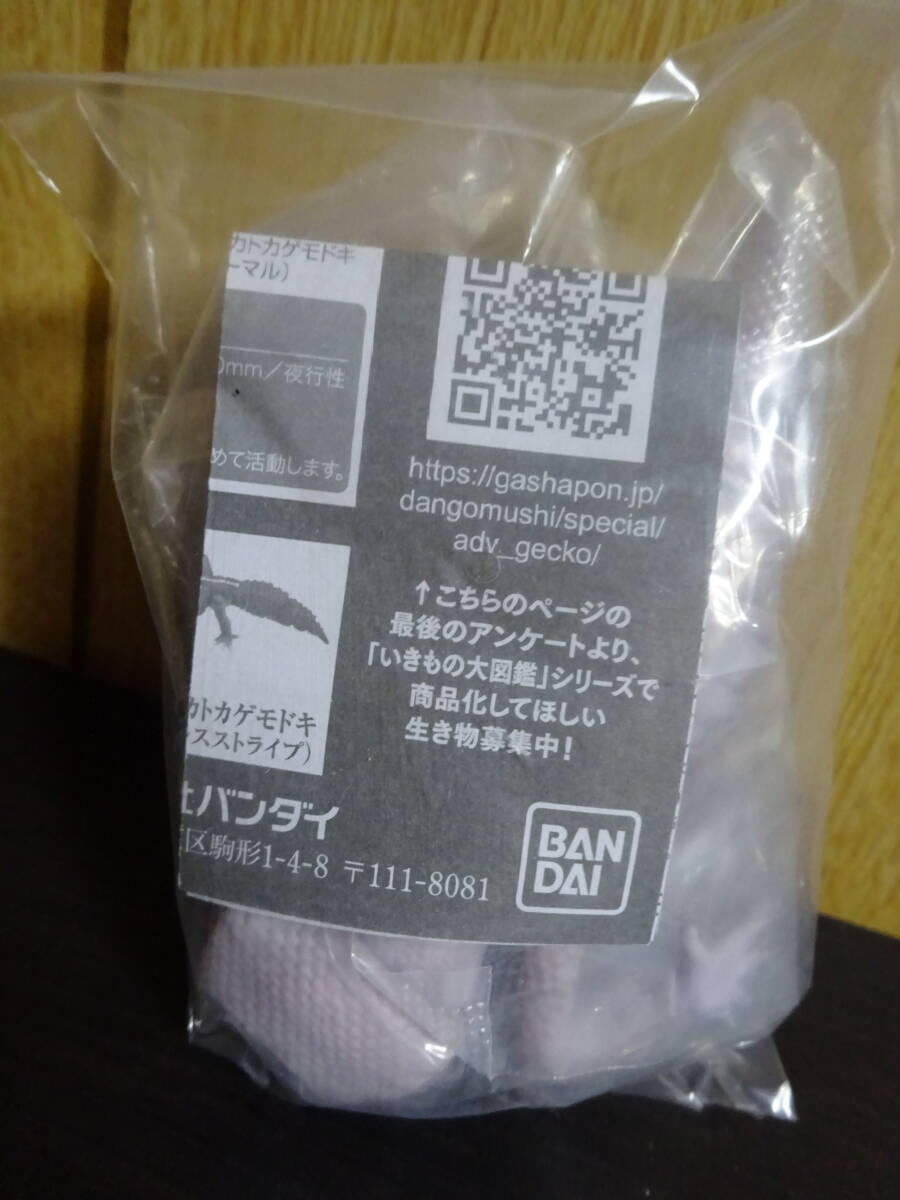 カトカゲモドキ
ーマル)
0mm/夜行性
めて活動します。
https://gashapon.jp/
dangomushi/special/
adv_gecko/
↑こちらのページの
最後のアンケートより、
「いきもの大図鑑」シリーズで
商品化してほしい
生き物募集中!
カトカゲモドキ
スストライプ)
バンダイ
区駒形1-4-8 〒111-8081
BAN
DAI